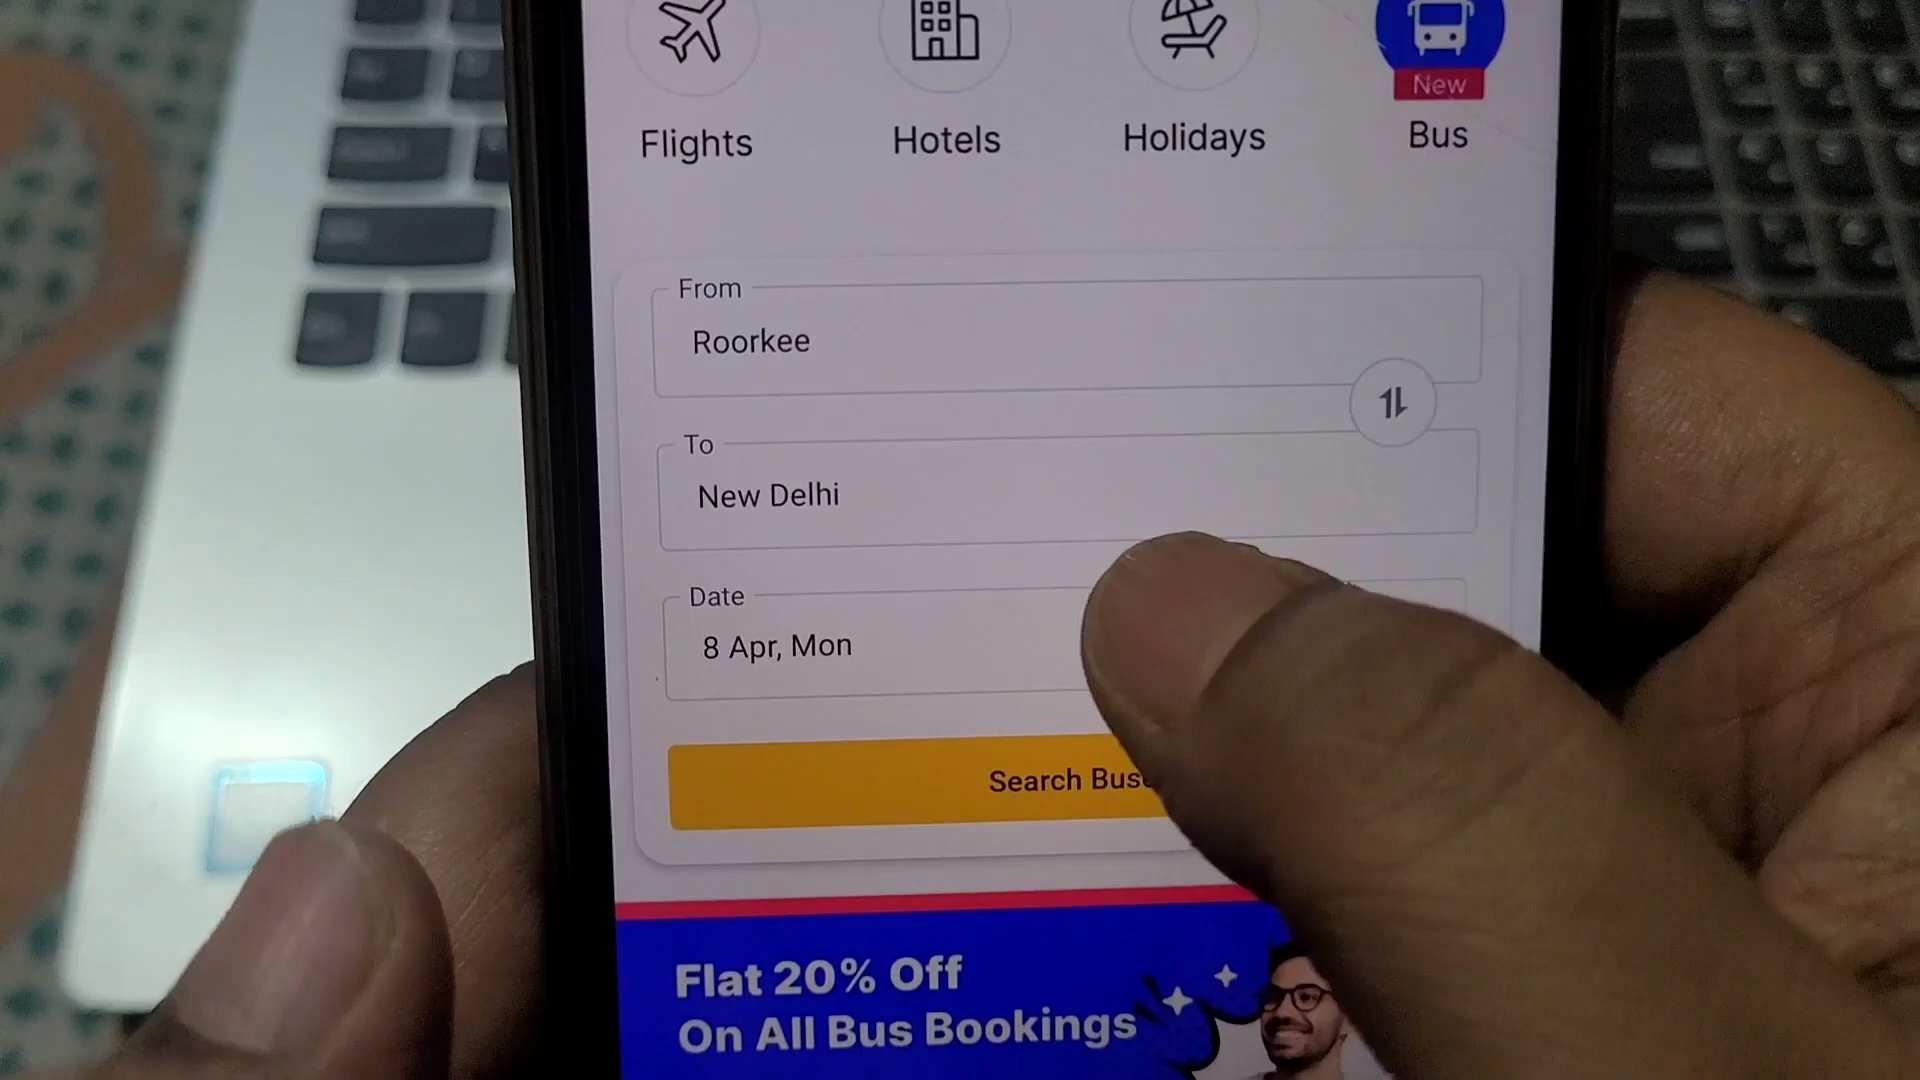 Flights Hotels Holidays Bus
New
From
Roorkee
To
New Delhi
Date
8 Apr, Mon
Search
Flat 20% Off
On All Bus Bookings